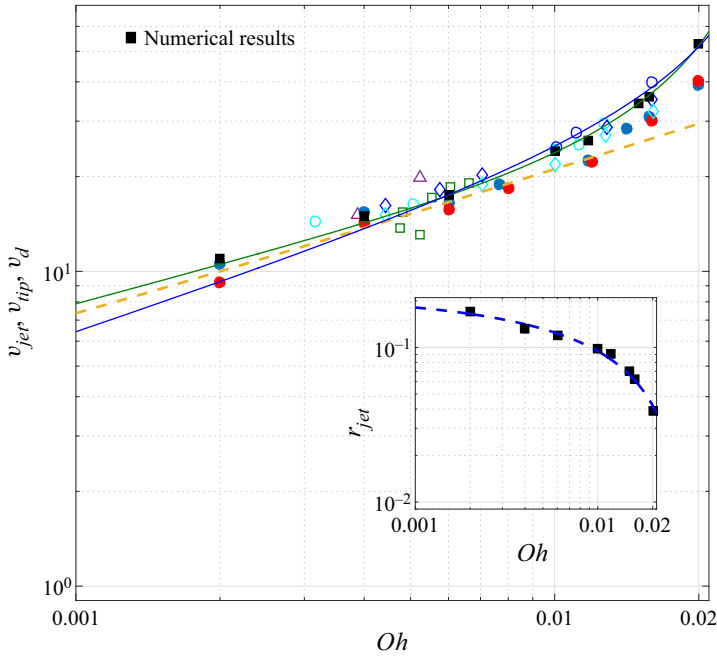 Numerical results
v_jet, v_tip, v_d
10^1
10^0
0.001
0.01
0.02
Oh
r_jet
10^−1
10^−2
0.001
0.01
0.02
Oh